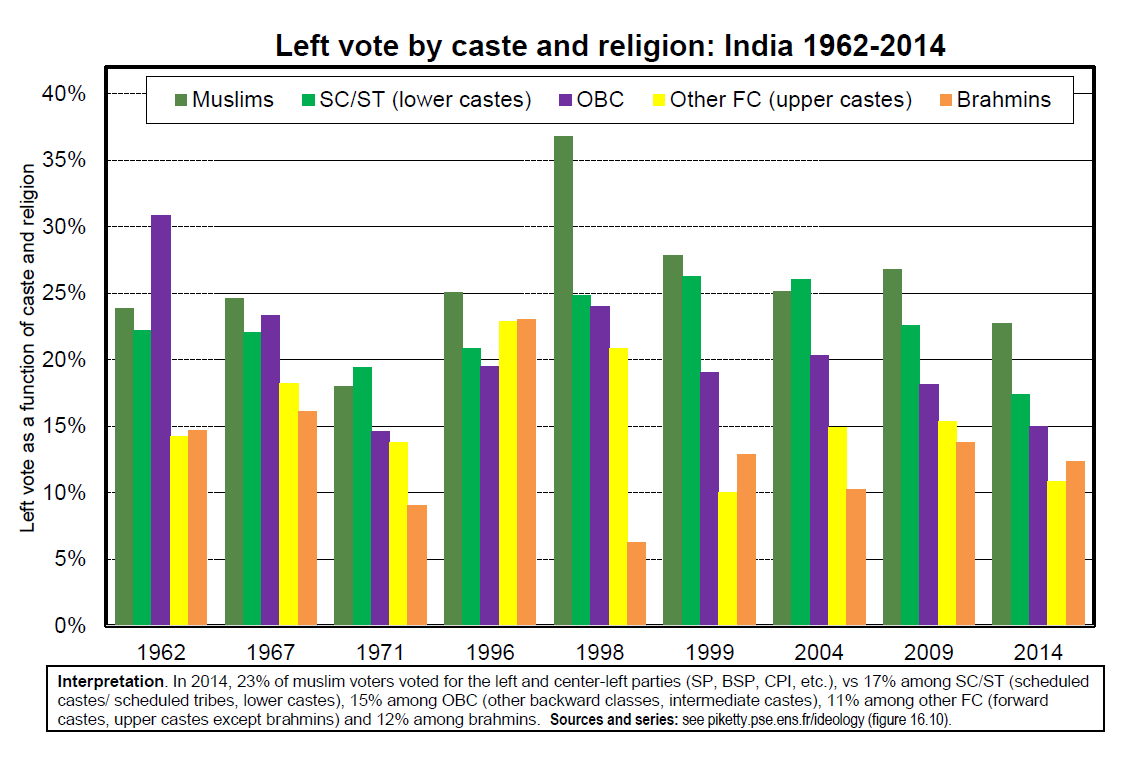 Left vote by caste and religion: India 1962-2014
Muslims SC/ST (lower castes) OBC Other FC (upper castes) Brahmins
Left vote as a function of caste and religion
40%
35%
30%
25%
20%
15%
10%
5%
0%
1962 1967 1971 1996 1998 1999 2004 2009 2014
Interpretation. In 2014, 23% of muslim voters voted for the left and center-left parties (SP, BSP, CPI, etc.), vs 17% among SC/ST (scheduled
castes/ scheduled tribes, lower castes), 15% among OBC (other backward classes, intermediate castes), 11% among other FC (forward
castes, upper castes except brahmins) and 12% among brahmins. Sources and series: see piketty.pse.ens.fr/ideology (figure 16.10).